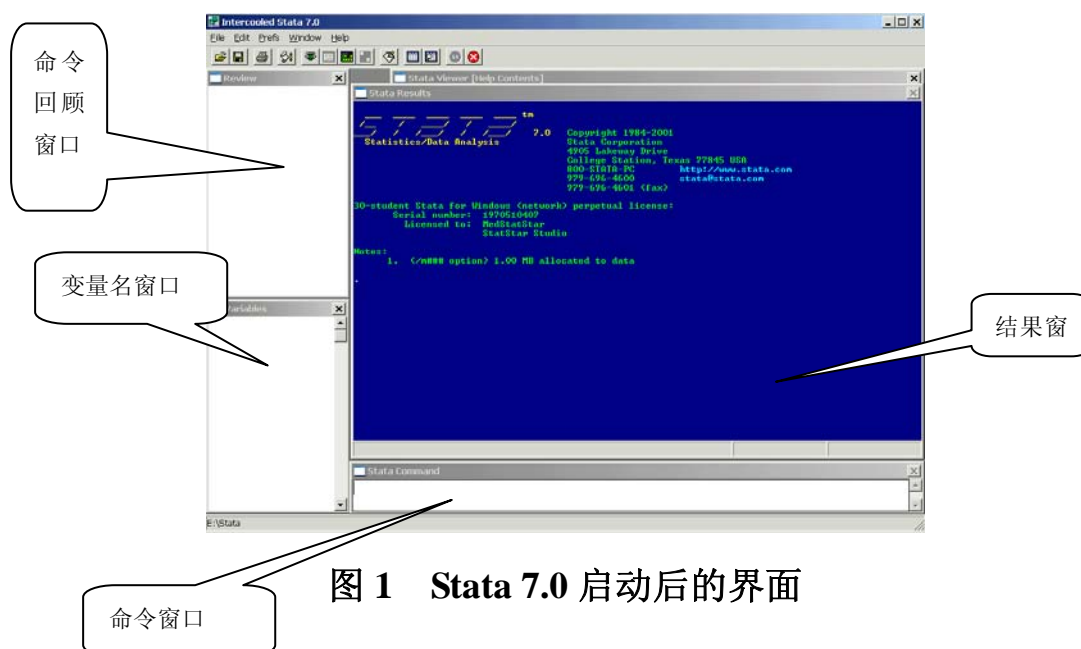 Intercooled Stata 7.0
File Edit Prefs Window Help
命令
回顾
窗口
Review
Stata Viewer [Help Contents]
Stata Results
STATA tm
7.0 Copyright 1984-2001
Statistics/Data Analysis Stata Corporation
4905 Lakeway Drive
College Station, Texas 77845 USA
800-STATA-PC http://www.stata.com
979-696-4600 stata@stata.com
979-696-4601 (fax)
30-student Stata for Windows (network) perpetual license:
Serial number: 1970510407
Licensed to: MedStatStar
StatStar Studio
Notes:
1. (/m### option) 1.00 MB allocated to data
.
变量名窗口
Variables
结果窗
Stata Command
E:\Stata
图 1 Stata 7.0 启动后的界面
命令窗口